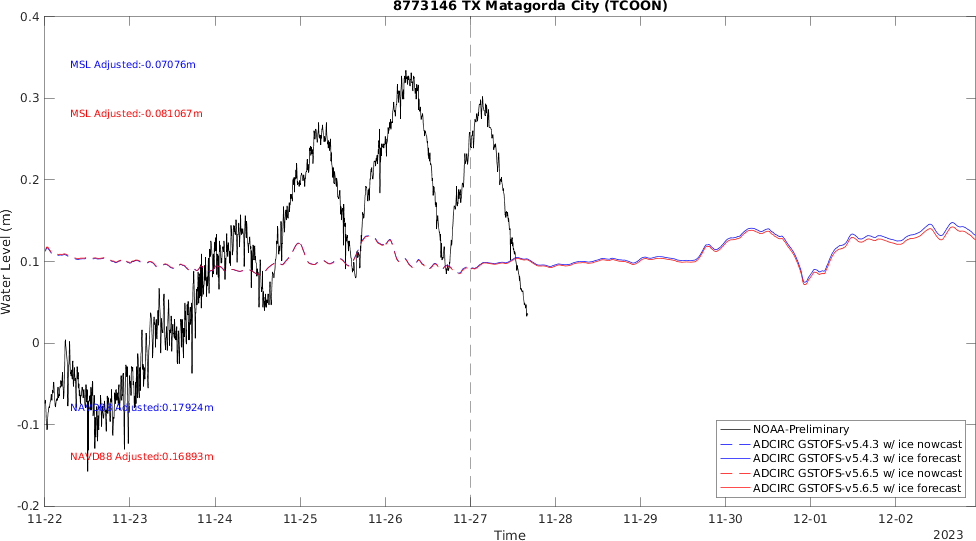 8773146 TX Matagorda City (TCOON)
0.4
MSL Adjusted:-0.07076m
0.3
MSL Adjusted:-0.081067m
0.2
Water Level (m)
0.1
0
NAVD88 Adjusted:0.17924m
-0.1
NAVD88 Adjusted:0.16893m
-0.2
NOAA-Preliminary
ADCIRC GSTOFS-v5.4.3 w/ ice nowcast
ADCIRC GSTOFS-v5.4.3 w/ ice forecast
ADCIRC GSTOFS-v5.6.5 w/ ice nowcast
ADCIRC GSTOFS-v5.6.5 w/ ice forecast
11-22 11-23 11-24 11-25 11-26 11-27 11-28 11-29 11-30 12-01 12-02
Time
2023